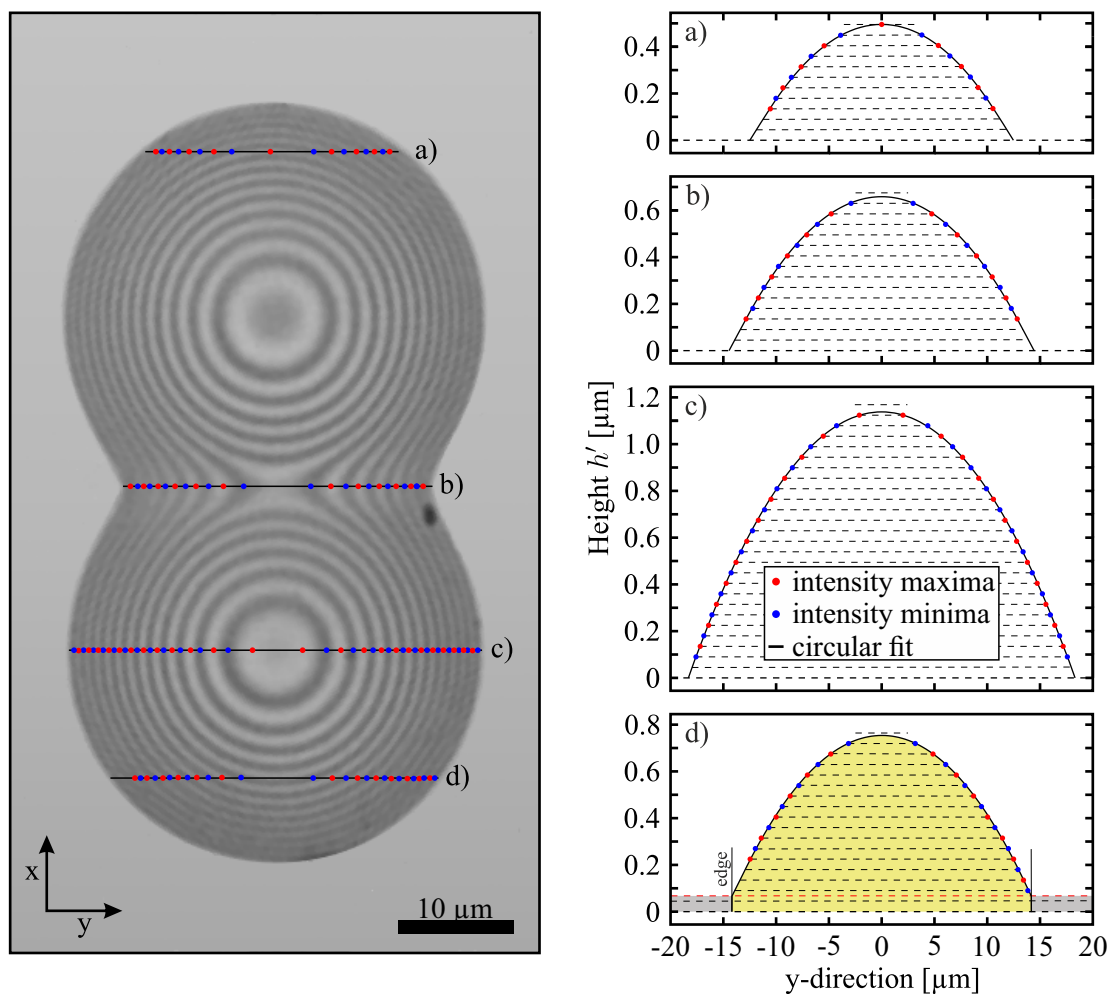 a)
b)
c)
d)
x
y
10 µm
a)
0.4
0.2
0
b)
0.6
0.4
0.2
0
Height h′ [µm]
c)
1.2
1.0
0.8
0.6
0.4
0.2
0
intensity maxima
intensity minima
circular fit
d)
0.8
0.6
0.4
0.2
0
edge
-20 -15 -10 -5 0 5 10 15 20
y-direction [µm]